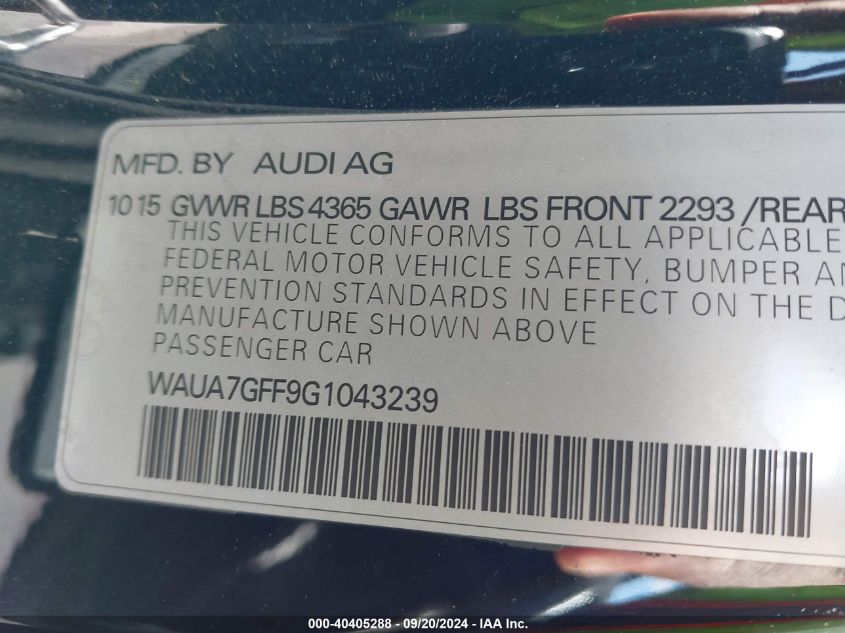 MFD. BY AUDI AG
10 15 GVWR LBS 4365 GAWR LBS FRONT 2293 /REAR
THIS VEHICLE CONFORMS TO ALL APPLICABLE
FEDERAL MOTOR VEHICLE SAFETY, BUMPER
PREVENTION STANDARDS IN EFFECT ON THE
MANUFACTURE SHOWN ABOVE
PASSENGER CAR
WAUA7GFF9G1043239
000-40405288 - 09/20/2024 - IAA Inc.